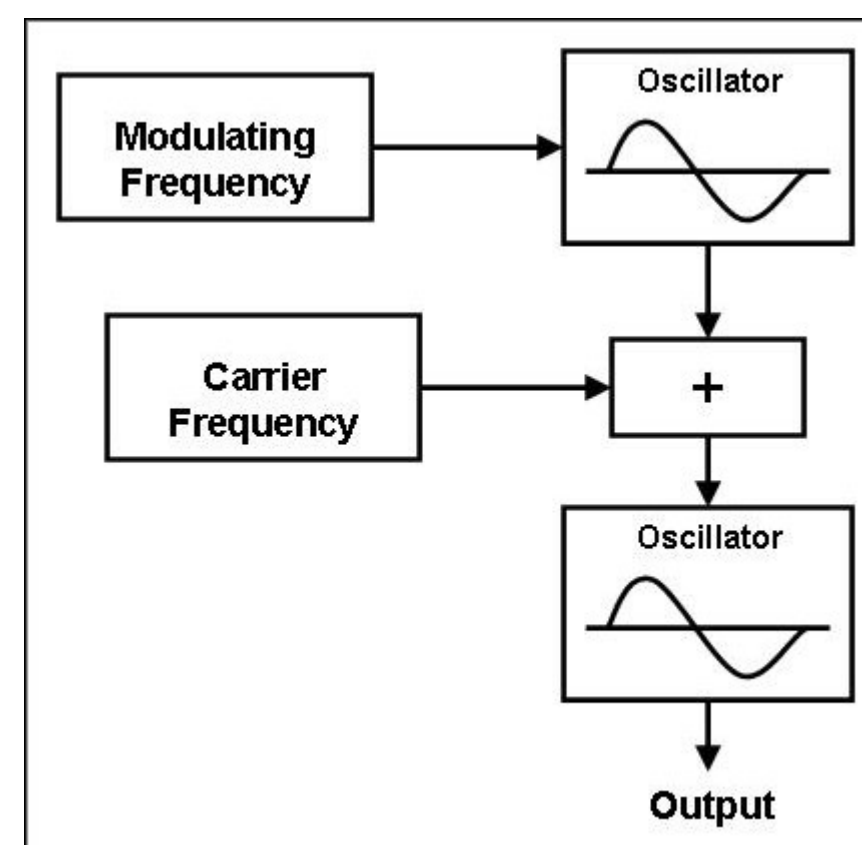 Oscillator
Modulating
Frequency
Carrier
Frequency
+
Oscillator
Output